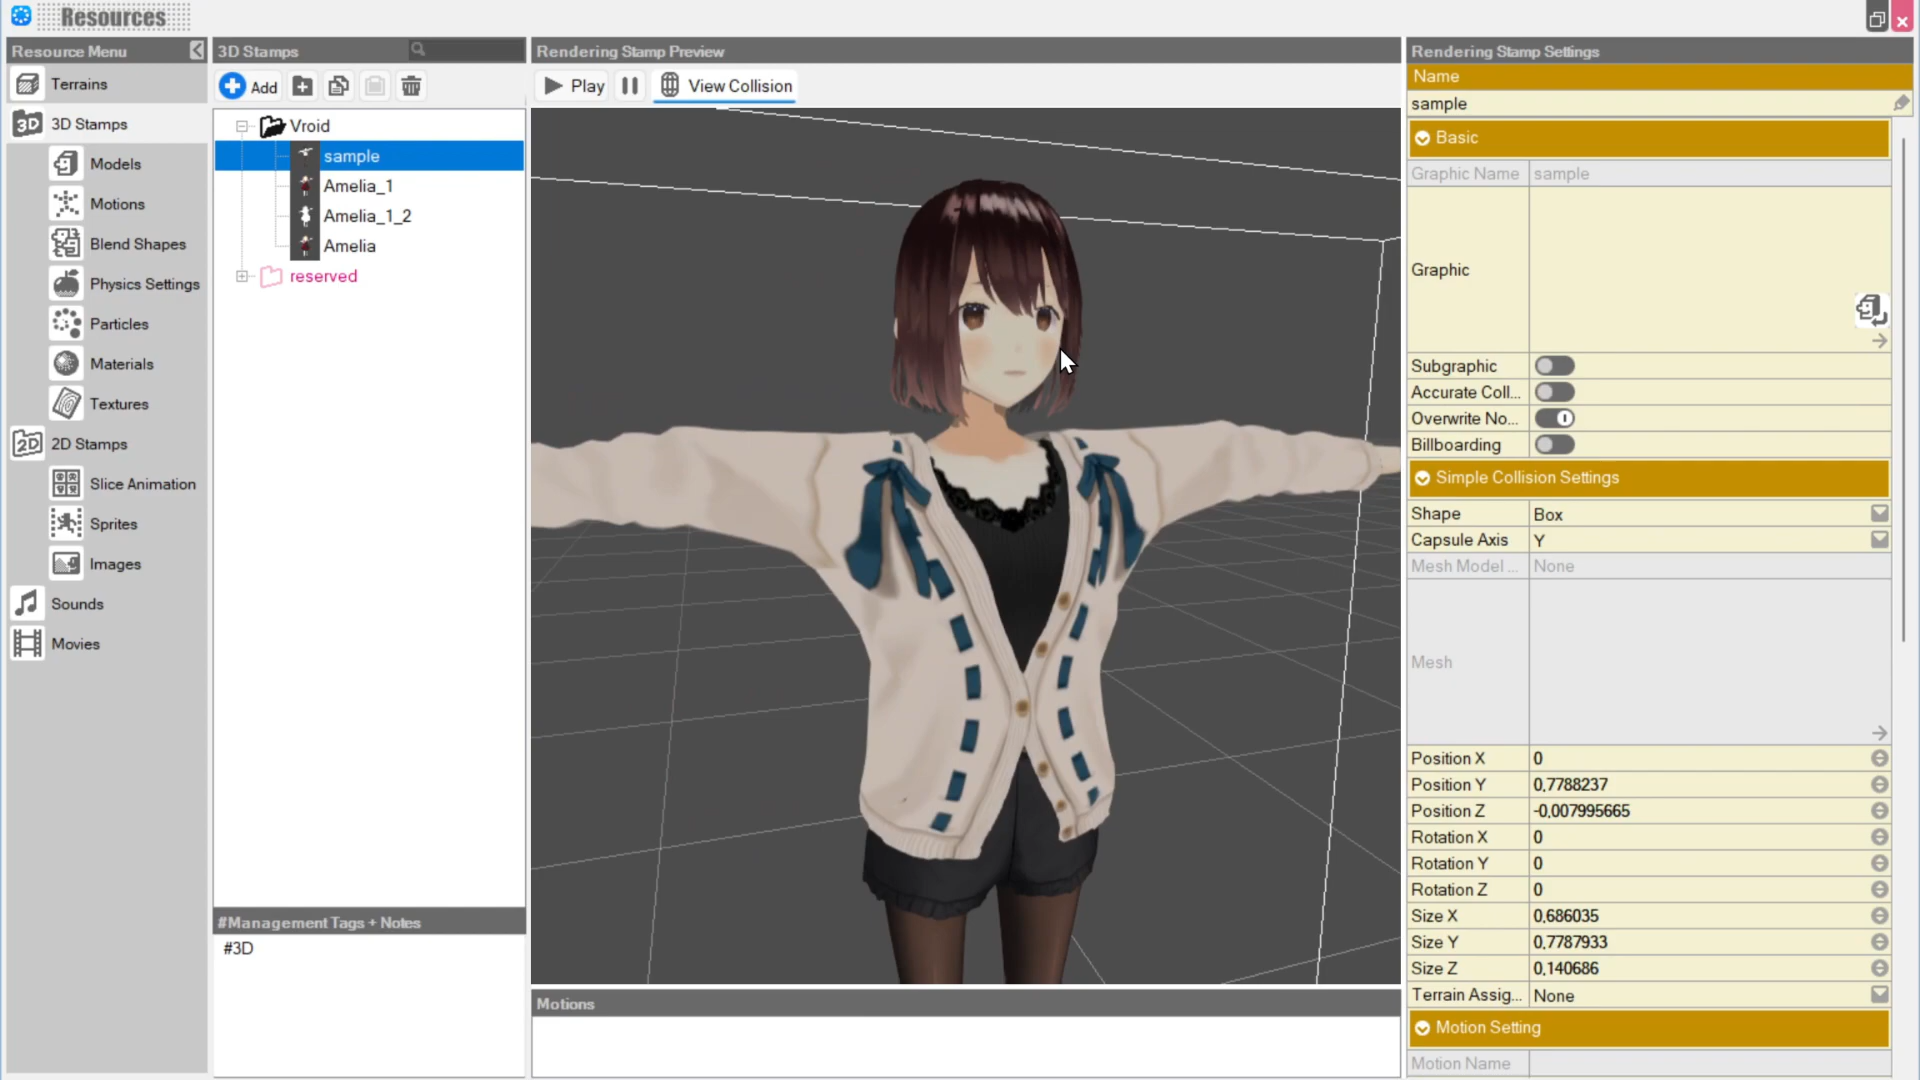 Resources
Resource Menu
Terrains
3D Stamps
Models
Motions
Blend Shapes
Physics Settings
Particles
Materials
Textures
2D Stamps
Slice Animation
Sprites
Images
Sounds
Movies
3D Stamps
Add
Vroid
sample
Amelia_1
Amelia_1_2
Amelia
reserved
#Management Tags + Notes
#3D
Rendering Stamp Preview
Play
View Collision
Motions
Rendering Stamp Settings
Name
sample
Basic
Graphic Name sample
Graphic
Subgraphic
Accurate Coll...
Overwrite No...
Billboarding
Simple Collision Settings
Shape Box
Capsule Axis Y
Mesh Model ... None
Mesh
Position X 0
Position Y 0,7788237
Position Z -0,007995665
Rotation X 0
Rotation Y 0
Rotation Z 0
Size X 0,686035
Size Y 0,7787933
Size Z 0,140686
Terrain Assig... None
Motion Setting
Motion Name